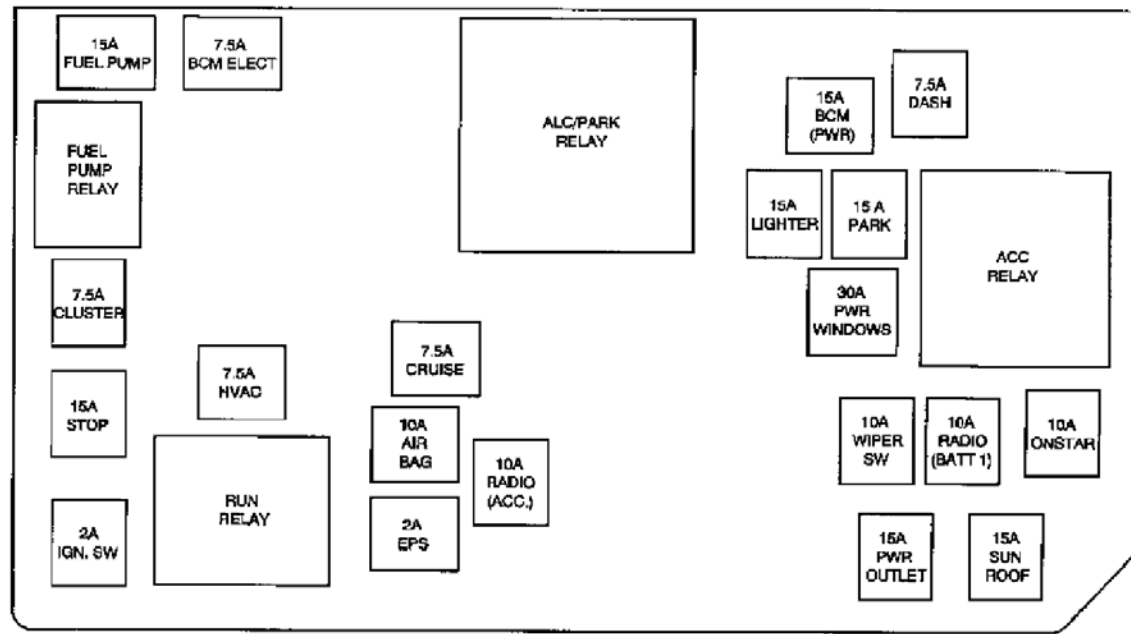 15A
FUEL PUMP
7.5A
BCM ELECT
ALC/PARK
RELAY
15A
BCM
(PWR)
7.5A
DASH
FUEL
PUMP
RELAY
15A
LIGHTER
15 A
PARK
ACC
RELAY
7.5A
CLUSTER
30A
PWR
WINDOWS
7.5A
HVAC
7.5A
CRUISE
15A
STOP
10A
AIR
BAG
10A
RADIO
(ACC.)
10A
WIPER
SW
10A
RADIO
(BATT 1)
10A
ONSTAR
RUN
RELAY
2A
IGN. SW
2A
EPS
15A
PWR
OUTLET
15A
SUN
ROOF